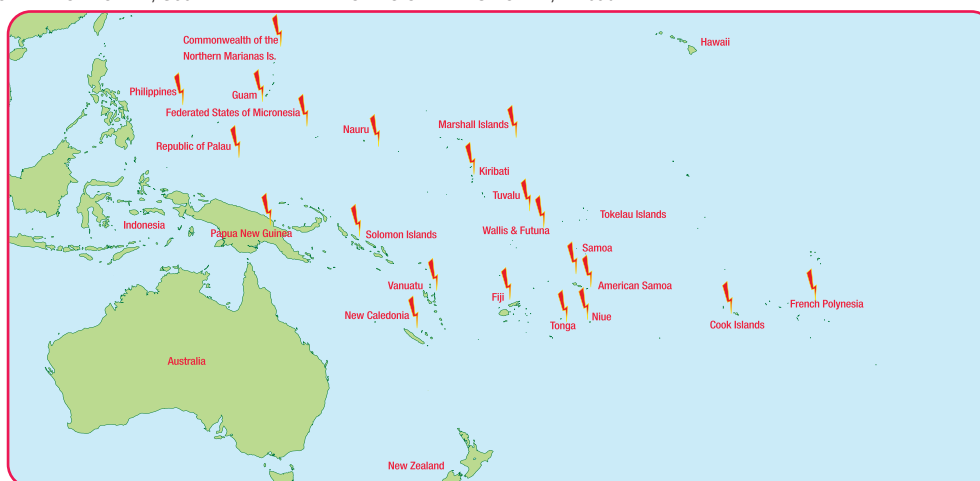 Commonwealth of the
Northern Marianas Is.
Hawaii
Philippines
Guam
Federated States of Micronesia
Nauru
Marshall Islands
Republic of Palau
Kiribati
Tuvalu
Tokelau Islands
Indonesia
Papua New Guinea
Solomon Islands
Wallis & Futuna
Samoa
Vanuatu
American Samoa
Fiji
French Polynesia
New Caledonia
Niue
Tonga
Cook Islands
Australia
New Zealand